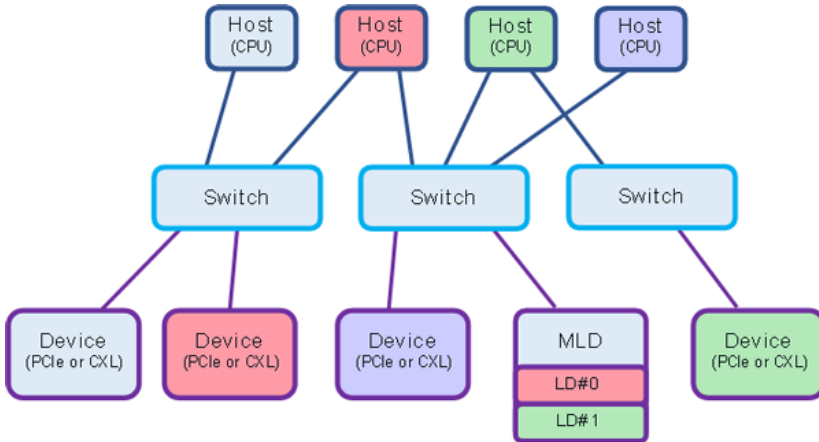 Host
(CPU)
Host
(CPU)
Host
(CPU)
Host
(CPU)
Switch
Switch
Switch
Device
(PCIe or CXL)
Device
(PCIe or CXL)
Device
(PCIe or CXL)
MLD
LD#0
LD#1
Device
(PCIe or CXL)